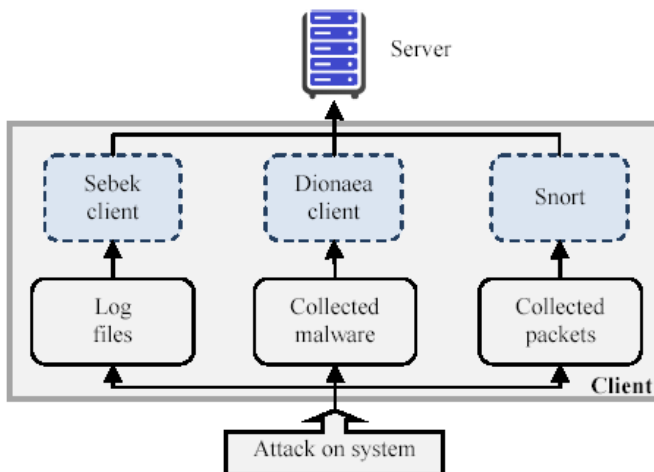 Server
Sebek
client
Dionaea
client
Snort
Log
files
Collected
malware
Collected
packets
Client
Attack on system